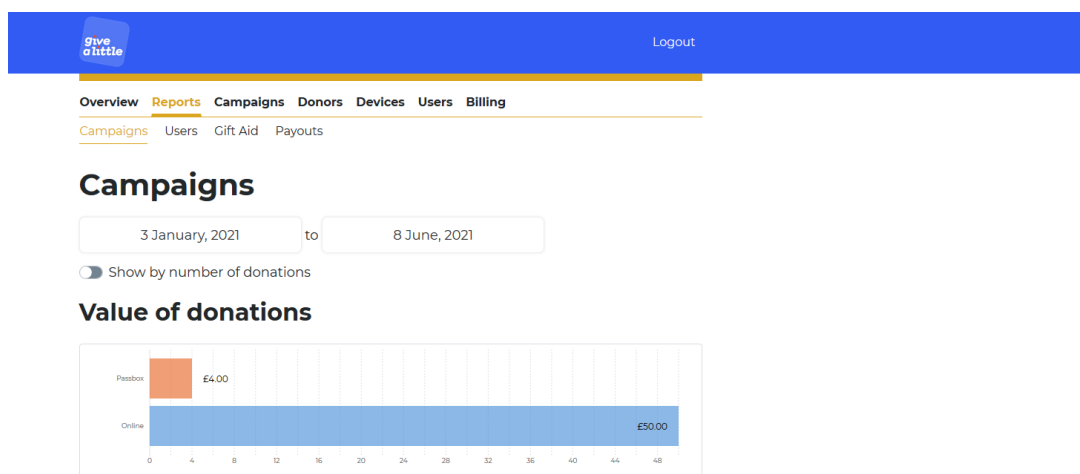 give
a little
Logout
Overview Reports Campaigns Donors Devices Users Billing
Campaigns Users Gift Aid Payouts
Campaigns
3 January, 2021 to 8 June, 2021
Show by number of donations
Value of donations
Passbox £4.00
Online £50.00
0 4 8 12 16 20 24 28 32 36 40 44 48